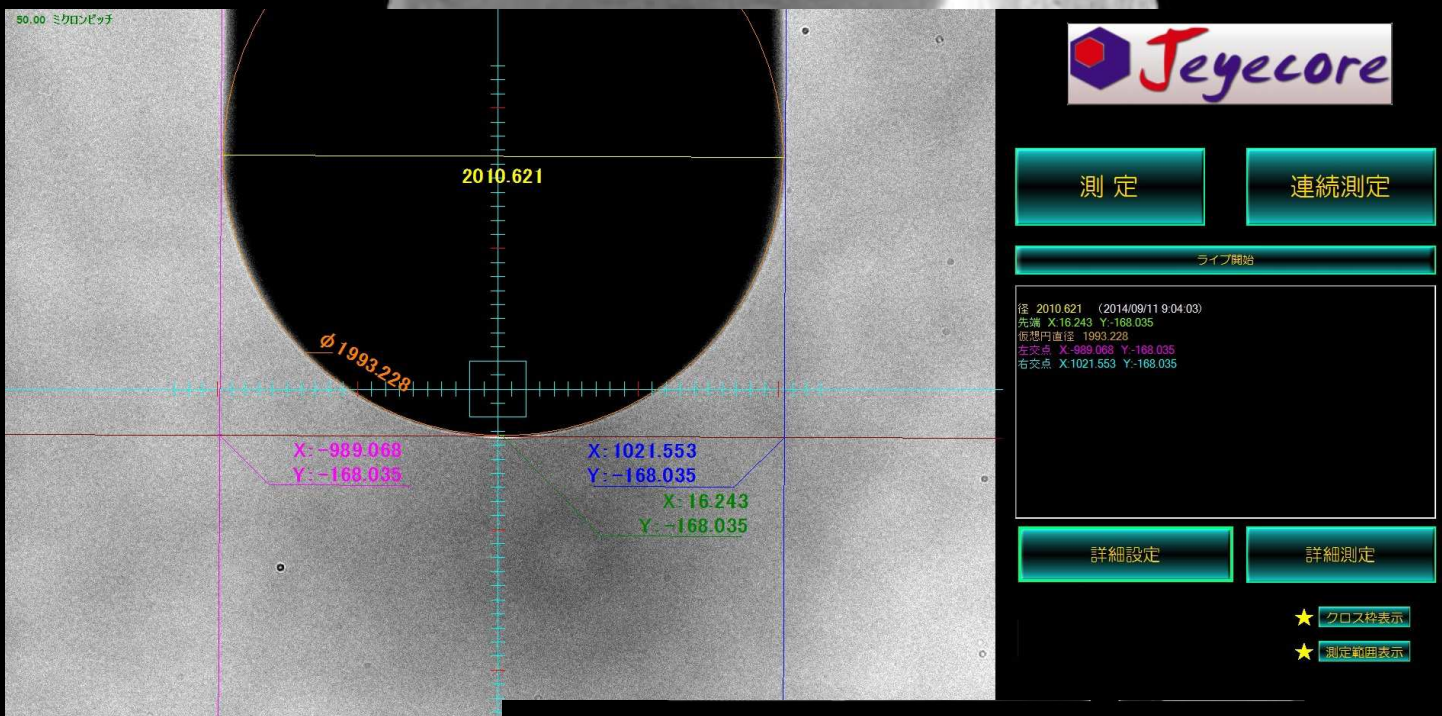 50.00 ミクロンピッチ
Jeyecore
測 定
連続測定
2010.621
ライブ開始
径 2010.621 (2014/09/11 9:04:03)
先端 X:16.243 Y:-168.035
仮想円直径 1993.228
左交点 X:-989.068 Y:-168.035
右交点 X:1021.553 Y:-168.035
φ1993.228
X:-989.068
Y:-168.035
X:1021.553
Y:-168.035
X:16.243
Y:-168.035
詳細設定
詳細測定
★ クロス枠表示
★ 測定範囲表示